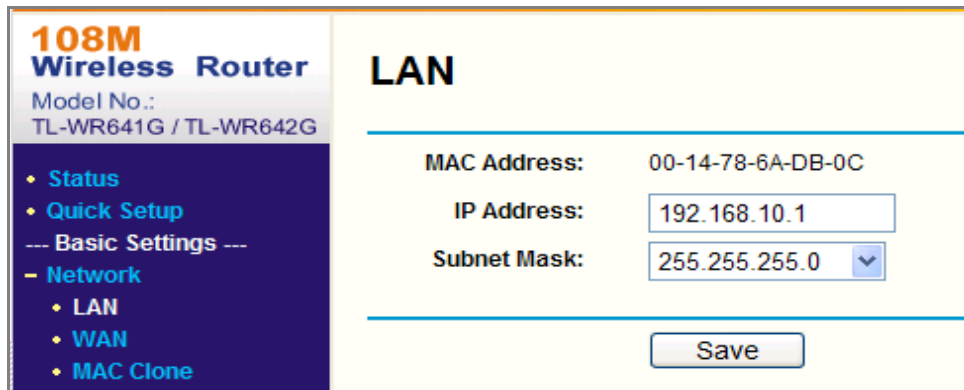 108M
Wireless Router
Model No.:
TL-WR641G / TL-WR642G
• Status
• Quick Setup
--- Basic Settings ---
– Network
• LAN
• WAN
• MAC Clone
LAN
MAC Address: 00-14-78-6A-DB-0C
IP Address: 192.168.10.1
Subnet Mask: 255.255.255.0
Save